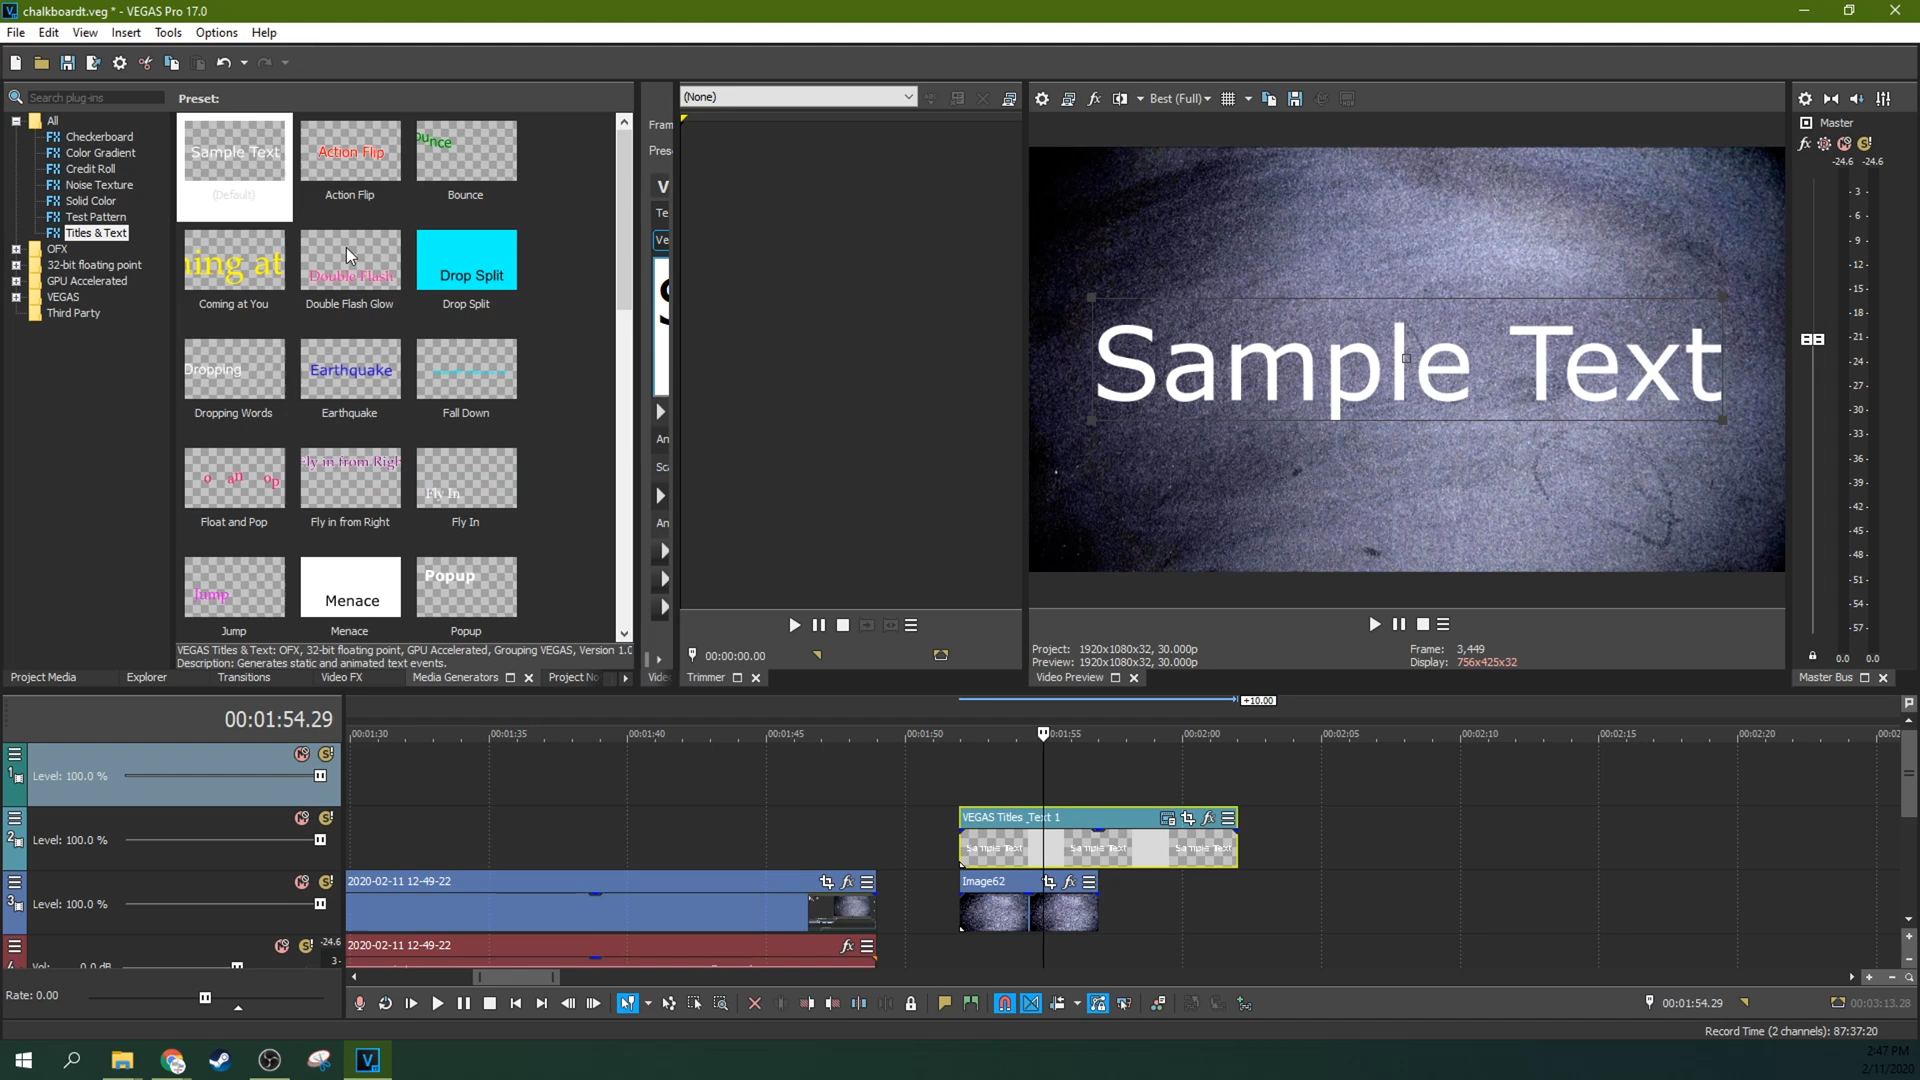 chalkboardt.veg * - VEGAS Pro 17.0
File Edit View Insert Tools Options Help
Search plug-ins
Preset:
All
Checkerboard
Color Gradient
Credit Roll
Noise Texture
Solid Color
Test Pattern
Titles & Text
OFX
32-bit floating point
GPU Accelerated
VEGAS
Third Party
Sample Text
(Default)
Action Flip
Action Flip
Bounce
Coming at You
Double Flash
Double Flash Glow
Drop Split
Drop Split
Dropping
Dropping Words
Earthquake
Earthquake
Fall Down
Float and Pop
Fly in from Right
Fly in from Right
Fly In
Fly In
Jump
Jump
Menace
Menace
Popup
Popup
VEGAS Titles & Text: OFX, 32-bit floating point, GPU Accelerated, Grouping VEGAS, Version 1.0
Description: Generates static and animated text events.
Project Media Explorer Transitions Video FX Media Generators Project No
Fram
Prese
V
Te
Ve
An
Sca
An
Video
(None)
00:00:00.00
Trimmer
Best (Full)
Sample Text
Project: 1920x1080x32, 30.000p
Preview: 1920x1080x32, 30.000p
Frame: 3,449
Display: 756x425x32
Video Preview
Master
-24.6 -24.6
- 3 -
- 6 -
- 9 -
- 12 -
- 15 -
- 18 -
- 21 -
- 24 -
- 27 -
- 30 -
- 33 -
- 36 -
- 39 -
- 42 -
- 45 -
- 48 -
- 51 -
- 54 -
- 57 -
0.0 0.0
Master Bus
+10.00
00:01:54.29
00:01:30 00:01:35 00:01:40 00:01:45 00:01:50 00:01:55 00:02:00 00:02:05 00:02:10 00:02:15 00:02:20 00:02
1
Level: 100.0 %
2
Level: 100.0 %
VEGAS Titles _Text 1
Sample Text Sample Text Sample Text
3
Level: 100.0 %
2020-02-11 12-49-22
Image62
-24.6
2020-02-11 12-49-22
Vol: 0.0 dB
3-
Rate: 0.00
00:01:54.29
00:03:13.28
Record Time (2 channels): 87:37:20
2:47 PM
2/11/2020